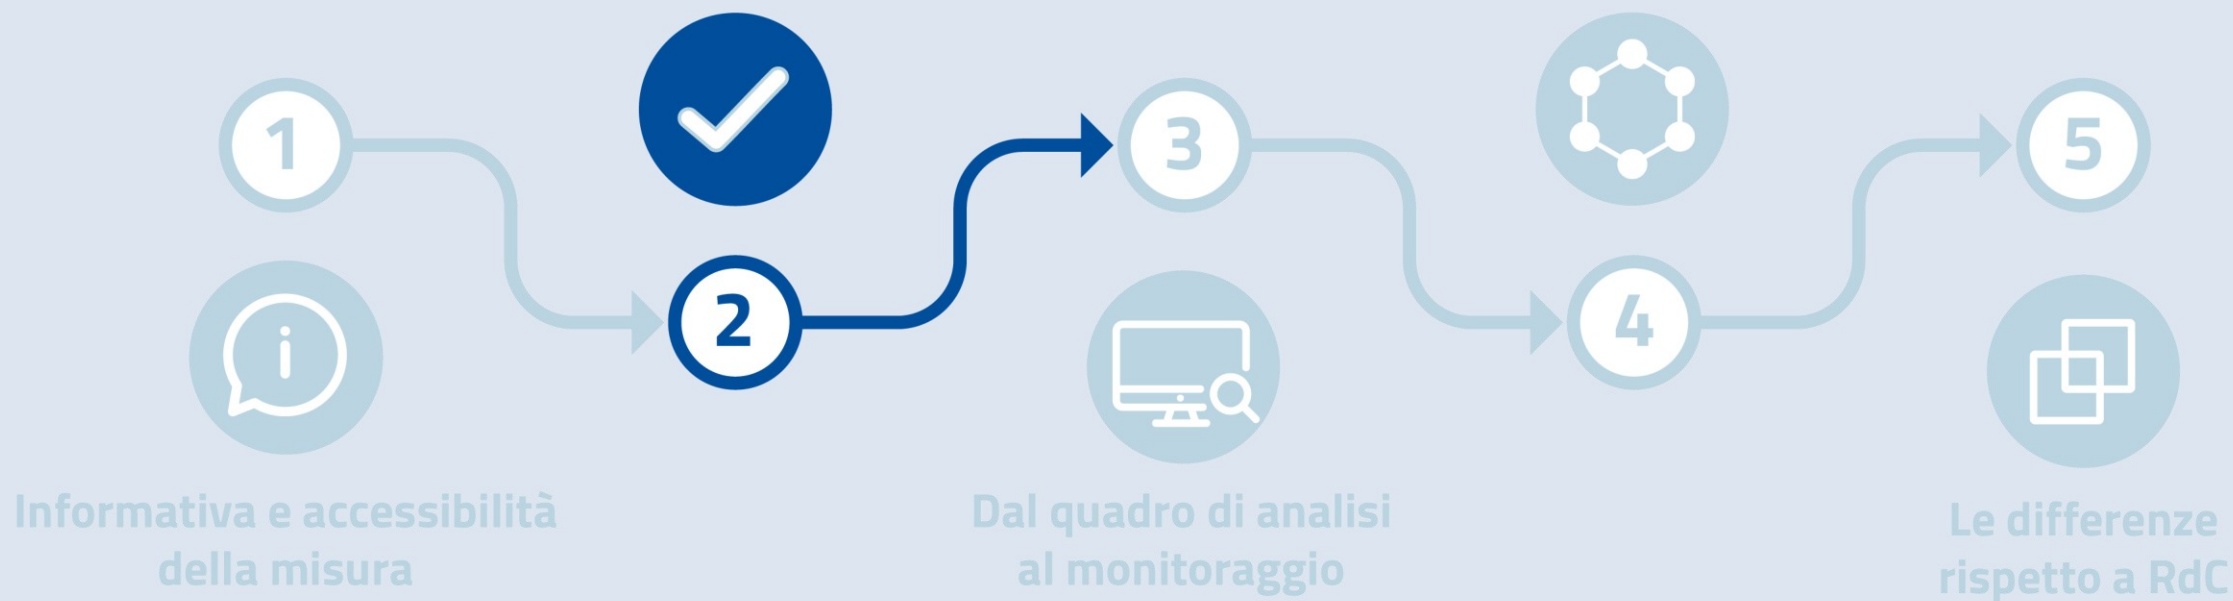 1
2
3
4
5
Informativa e accessibilità
della misura
Dal quadro di analisi
al monitoraggio
Le differenze
rispetto a RdC